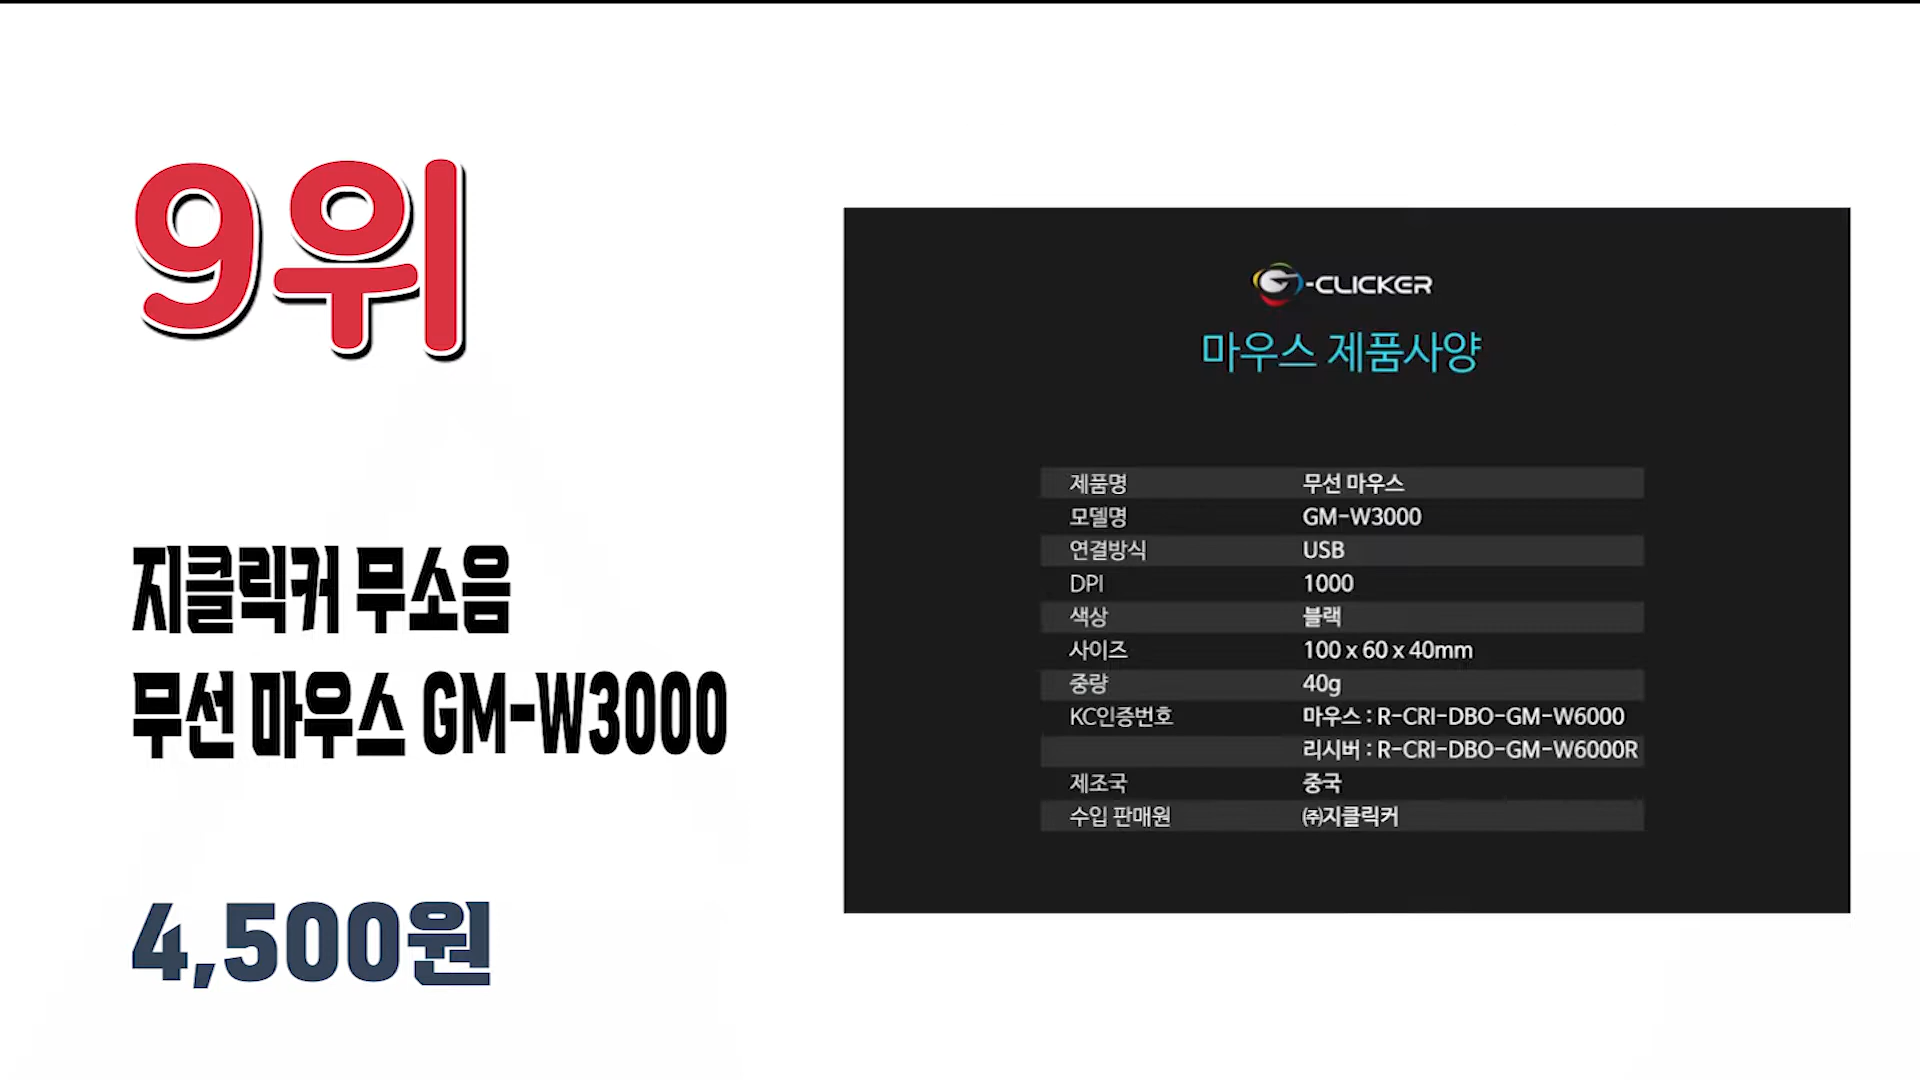 9위
지클릭커 무소음
무선 마우스 GM-W3000
4,500원
G-CLICKER
마우스 제품사양
제품명 무선 마우스
모델명 GM-W3000
연결방식 USB
DPI 1000
색상 블랙
사이즈 100 x 60 x 40mm
중량 40g
KC인증번호 마우스 : R-CRI-DBO-GM-W6000
리시버 : R-CRI-DBO-GM-W6000R
제조국 중국
수입 판매원 ㈜지클릭커